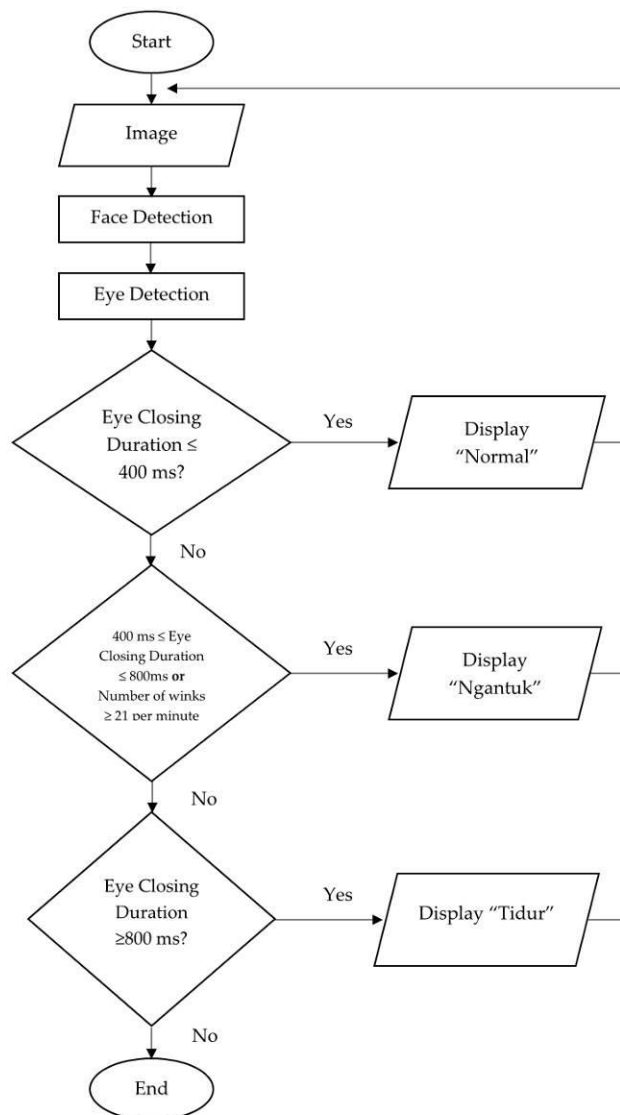 Start
Image
Face Detection
Eye Detection
Eye Closing
Duration ≤
400 ms?
Yes
Display
“Normal”
No
400 ms ≤ Eye
Closing Duration
≤ 800ms or
Number of winks
≥ 21 per minute
Yes
Display
“Ngantuk”
No
Eye Closing
Duration
≥800 ms?
Yes
Display “Tidur”
No
End